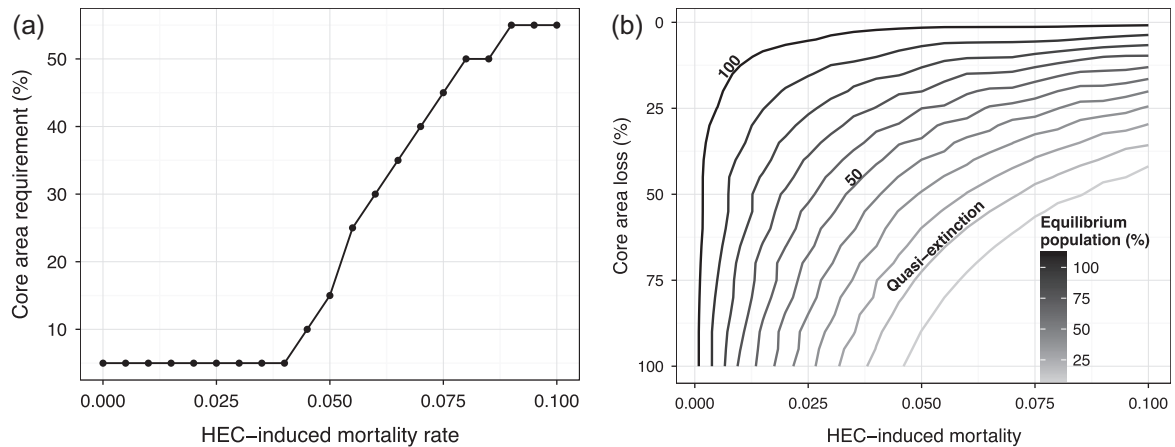 (a)
Core area requirement (%)
50
40
30
20
10
0.000 0.025 0.050 0.075 0.100
HEC−induced mortality rate
(b)
Core area loss (%)
0
25
50
75
100
100
50
Quasi−extinction
Equilibrium
population (%)
100
75
50
25
0.000 0.025 0.050 0.075 0.100
HEC−induced mortality